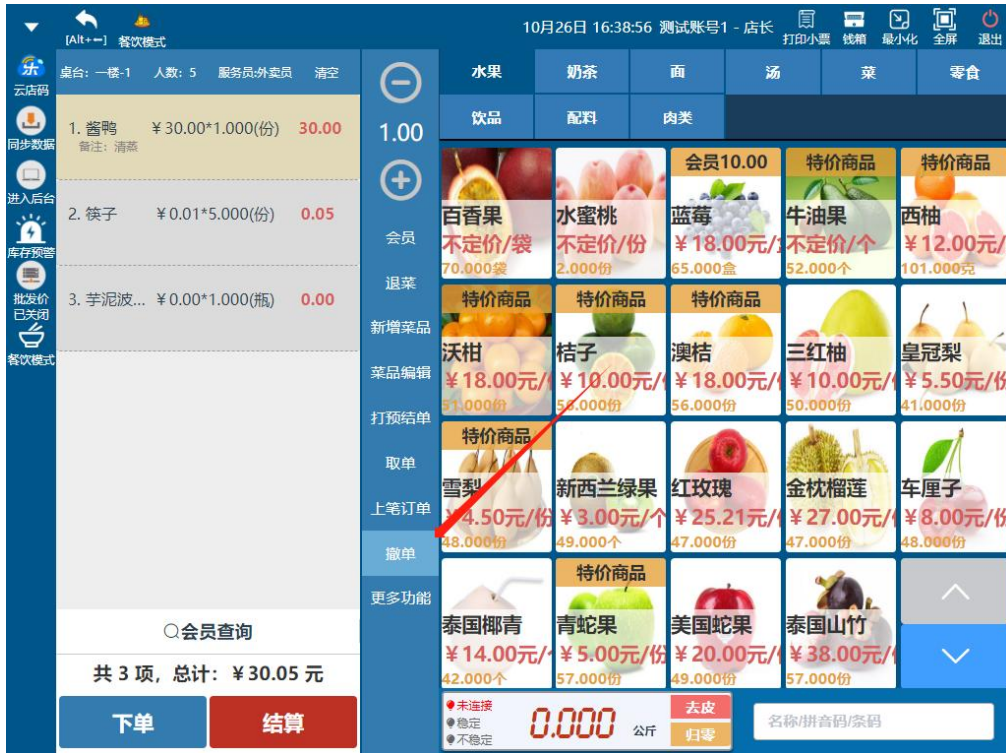 [Alt+←]
餐饮模式
10月26日 16:38:56 测试账号1 - 店长
打印小票
钱箱
最小化
全屏
退出
乐
云店码
同步数据
进入后台
库存预警
批发价
已关闭
餐饮模式
桌台：一楼-1 人数：5 服务员:外卖员 清空
1. 酱鸭 ￥30.00*1.000(份) 30.00
备注：清蒸
2. 筷子 ￥0.01*5.000(份) 0.05
3. 芋泥波... ￥0.00*1.000(瓶) 0.00
会员查询
共 3 项，总计：￥30.05 元
下单
结算
1.00
会员
退菜
新增菜品
菜品编辑
打预结单
取单
上笔订单
撤单
更多功能
水果 奶茶 面 汤 菜 零食
饮品 配料 肉类
百香果
不定价/袋
70.000袋
水蜜桃
不定价/份
2.000份
会员10.00
蓝莓
￥18.00元/
65.000盒
特价商品
牛油果
不定价/个
52.000个
特价商品
西柚
￥12.00元/
101.000克
特价商品
沃柑
￥18.00元/
51.000份
特价商品
桔子
￥10.00元/
56.000份
特价商品
澳桔
￥18.00元/
56.000份
三红柚
￥10.00元/
50.000份
皇冠梨
￥5.50元/份
41.000份
特价商品
雪梨
￥4.50元/份
48.000份
新西兰绿果
￥3.00元/个
49.000个
红玫瑰
￥25.21元/
47.000份
金枕榴莲
￥27.00元/
47.000份
车厘子
￥8.00元/份
48.000份
泰国椰青
￥14.00元/
42.000个
特价商品
青蛇果
￥5.00元/份
57.000份
美国蛇果
￥20.00元/
49.000份
泰国山竹
￥38.00元/
57.000份
未连接
稳定
不稳定
0.000 公斤
去皮
归零
名称/拼音码/条码